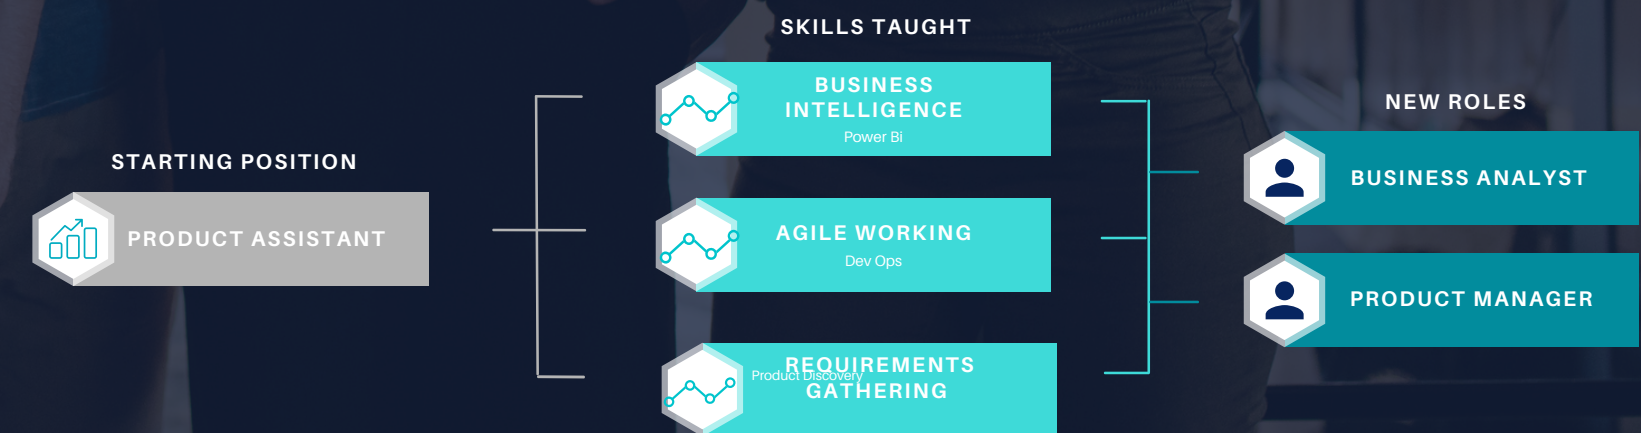 SKILLS TAUGHT
BUSINESS
INTELLIGENCE
Power Bi
NEW ROLES
STARTING POSITION
BUSINESS ANALYST
PRODUCT ASSISTANT
AGILE WORKING
Dev Ops
PRODUCT MANAGER
REQUIREMENTS
Product Discovery
GATHERING